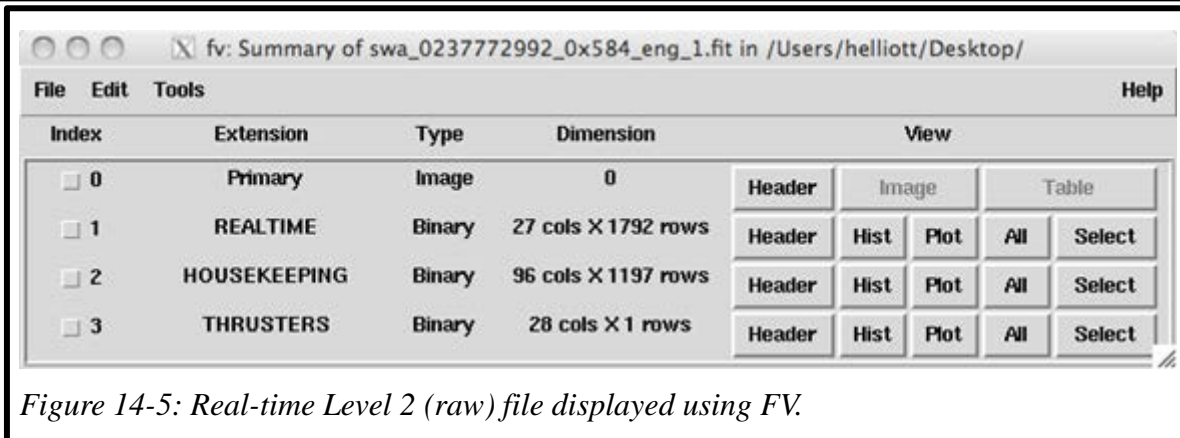 fv: Summary of swa_0237772992_0x584_eng_1.fit in /Users/helliott/Desktop/
File Edit Tools Help
Index Extension Type Dimension View
0 Primary Image 0 Header Image Table
1 REALTIME Binary 27 cols X 1792 rows Header Hist Plot All Select
2 HOUSEKEEPING Binary 96 cols X 1197 rows Header Hist Plot All Select
3 THRUSTERS Binary 28 cols X 1 rows Header Hist Plot All Select
Figure 14-5: Real-time Level 2 (raw) file displayed using FV.